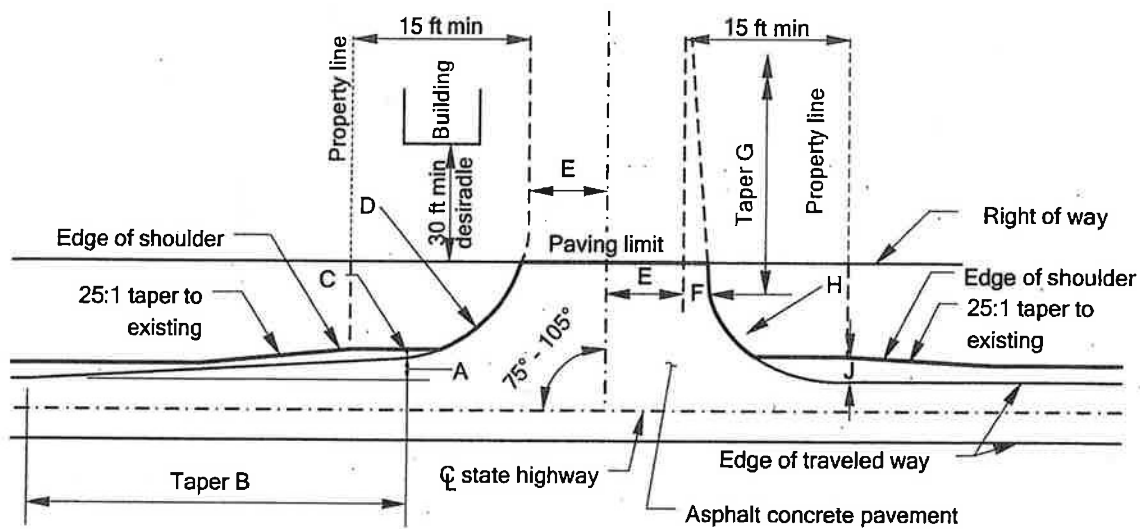 15 ft min
15 ft min
Property line
Building
30 ft min
desiradle
E
D
Taper G
Property line
Right of way
Edge of shoulder
Paving limit
C
E
F
H
Edge of shoulder
25:1 taper to
existing
25:1 taper to
existing
A
75° - 105°
J
Taper B
℄ state highway
Edge of traveled way
Asphalt concrete pavement